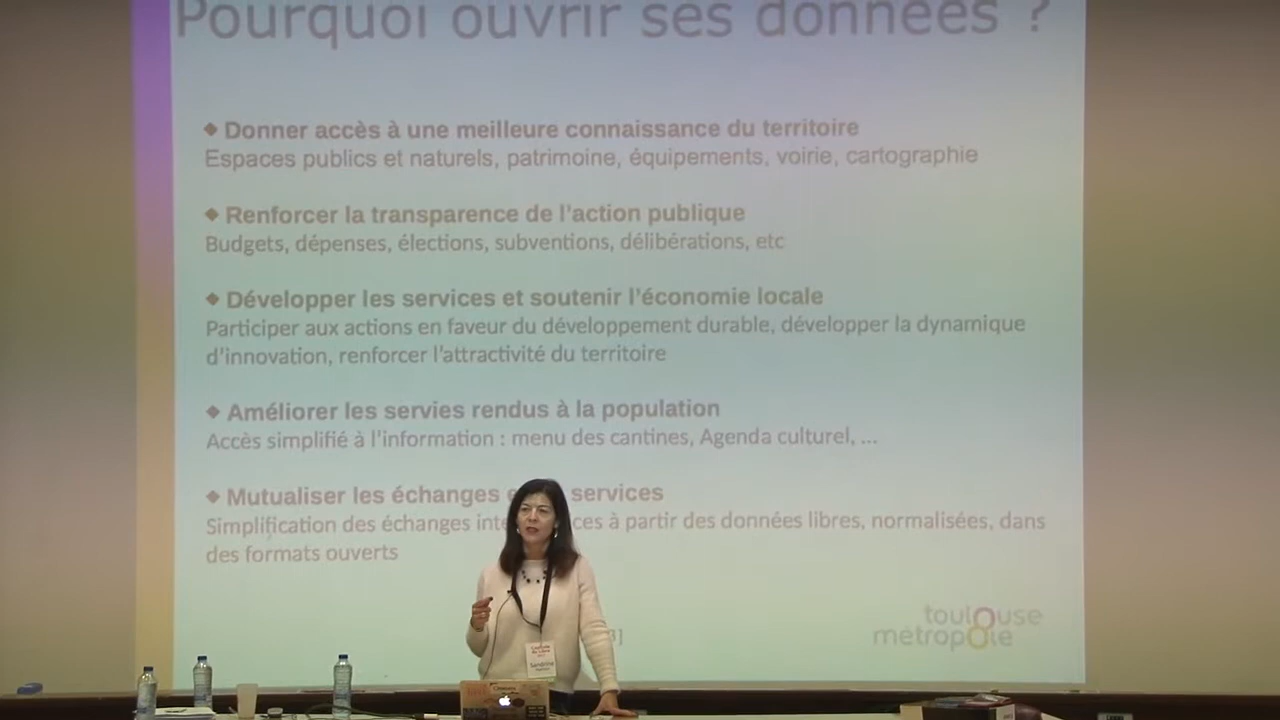 Pourquoi ouvrir ses données ?
◆ Donner accès à une meilleure connaissance du territoire
Espaces publics et naturels, patrimoine, équipements, voirie, cartographie
◆ Renforcer la transparence de l'action publique
Budgets, dépenses, élections, subventions, délibérations, etc
◆ Développer les services et soutenir l'économie locale
Participer aux actions en faveur du développement durable, développer la dynamique
d'innovation, renforcer l'attractivité du territoire
◆ Améliorer les servies rendus à la population
Accès simplifié à l'information : menu des cantines, Agenda culturel, ...
◆ Mutualiser les échanges services
Simplification des échanges à partir des données libres, normalisées, dans
des formats ouverts
toulouse
métropole
Sandrine